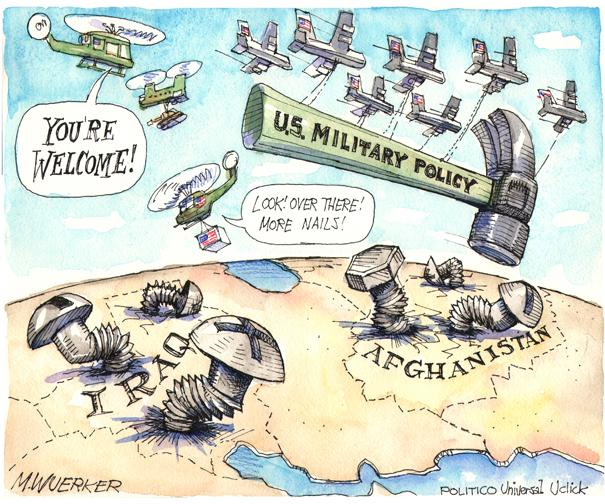 YOU'RE
WELCOME!
U.S. MILITARY POLICY
LOOK! OVER THERE!
MORE NAILS!
IRAQ
AFGHANISTAN
M.WUERKER
POLITICO Universal Uclick